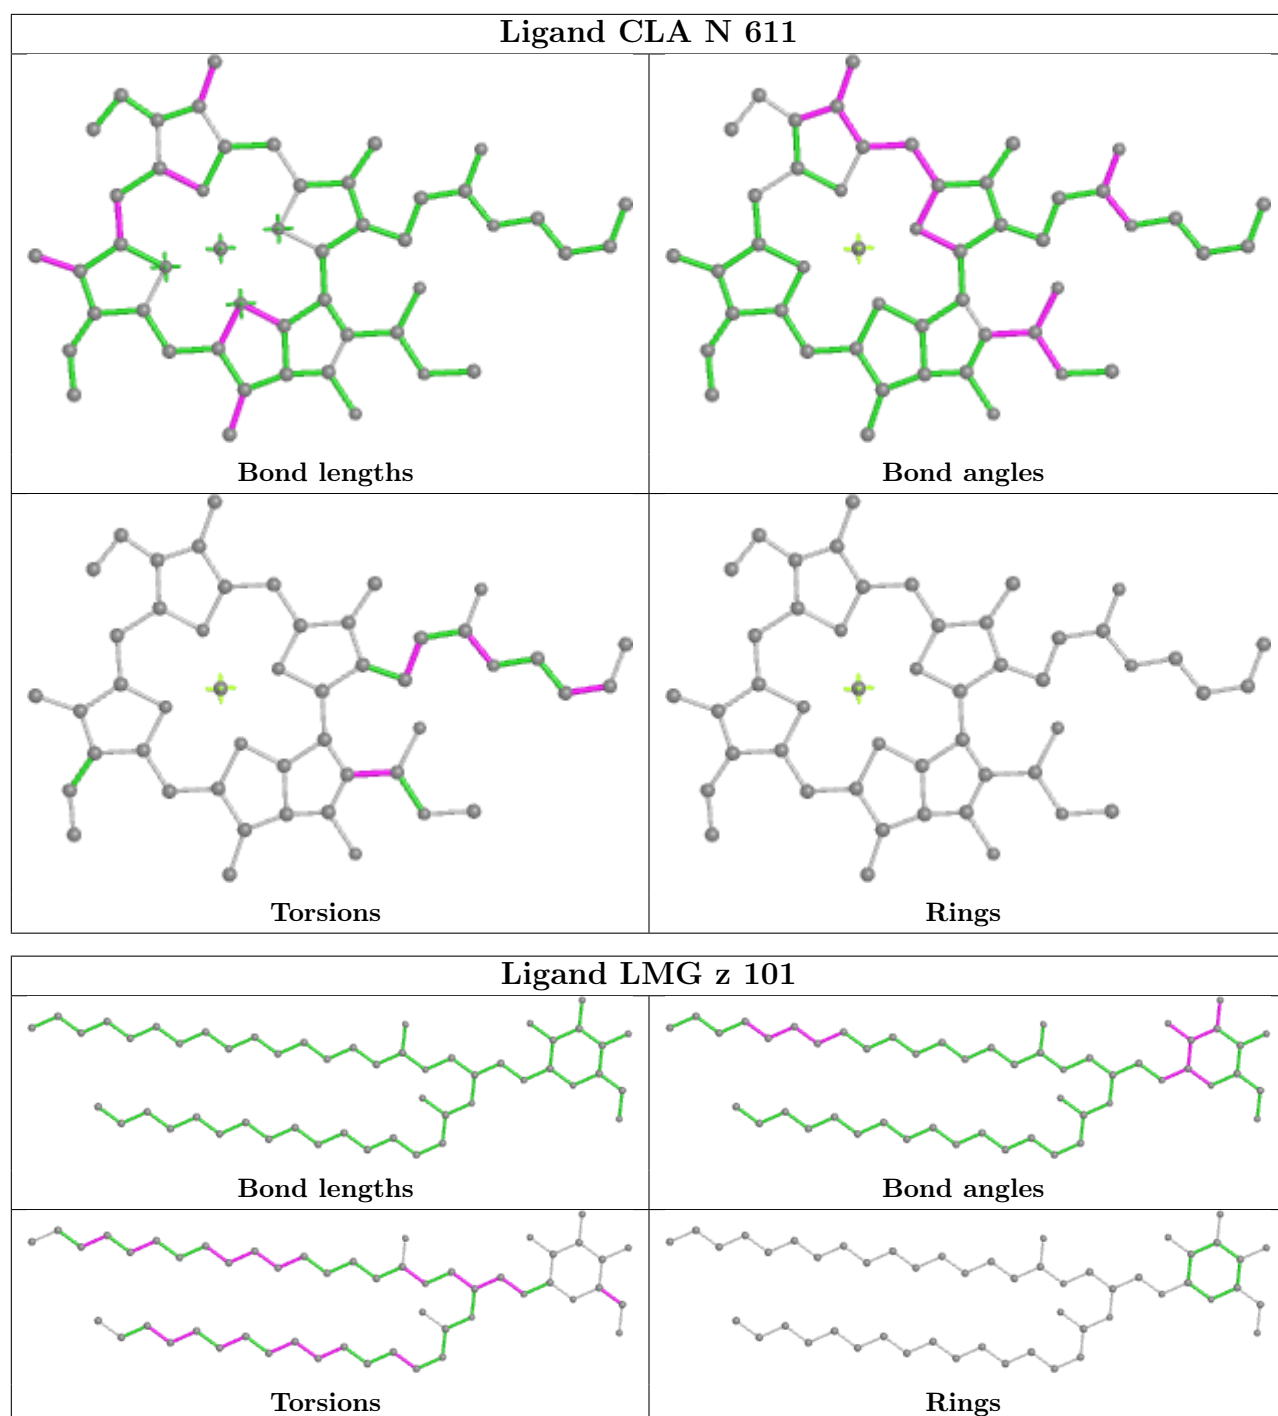 Ligand CLA N 611
Bond lengths
Bond angles
Torsions
Rings
Ligand LMG z 101
Bond lengths
Bond angles
Torsions
Rings